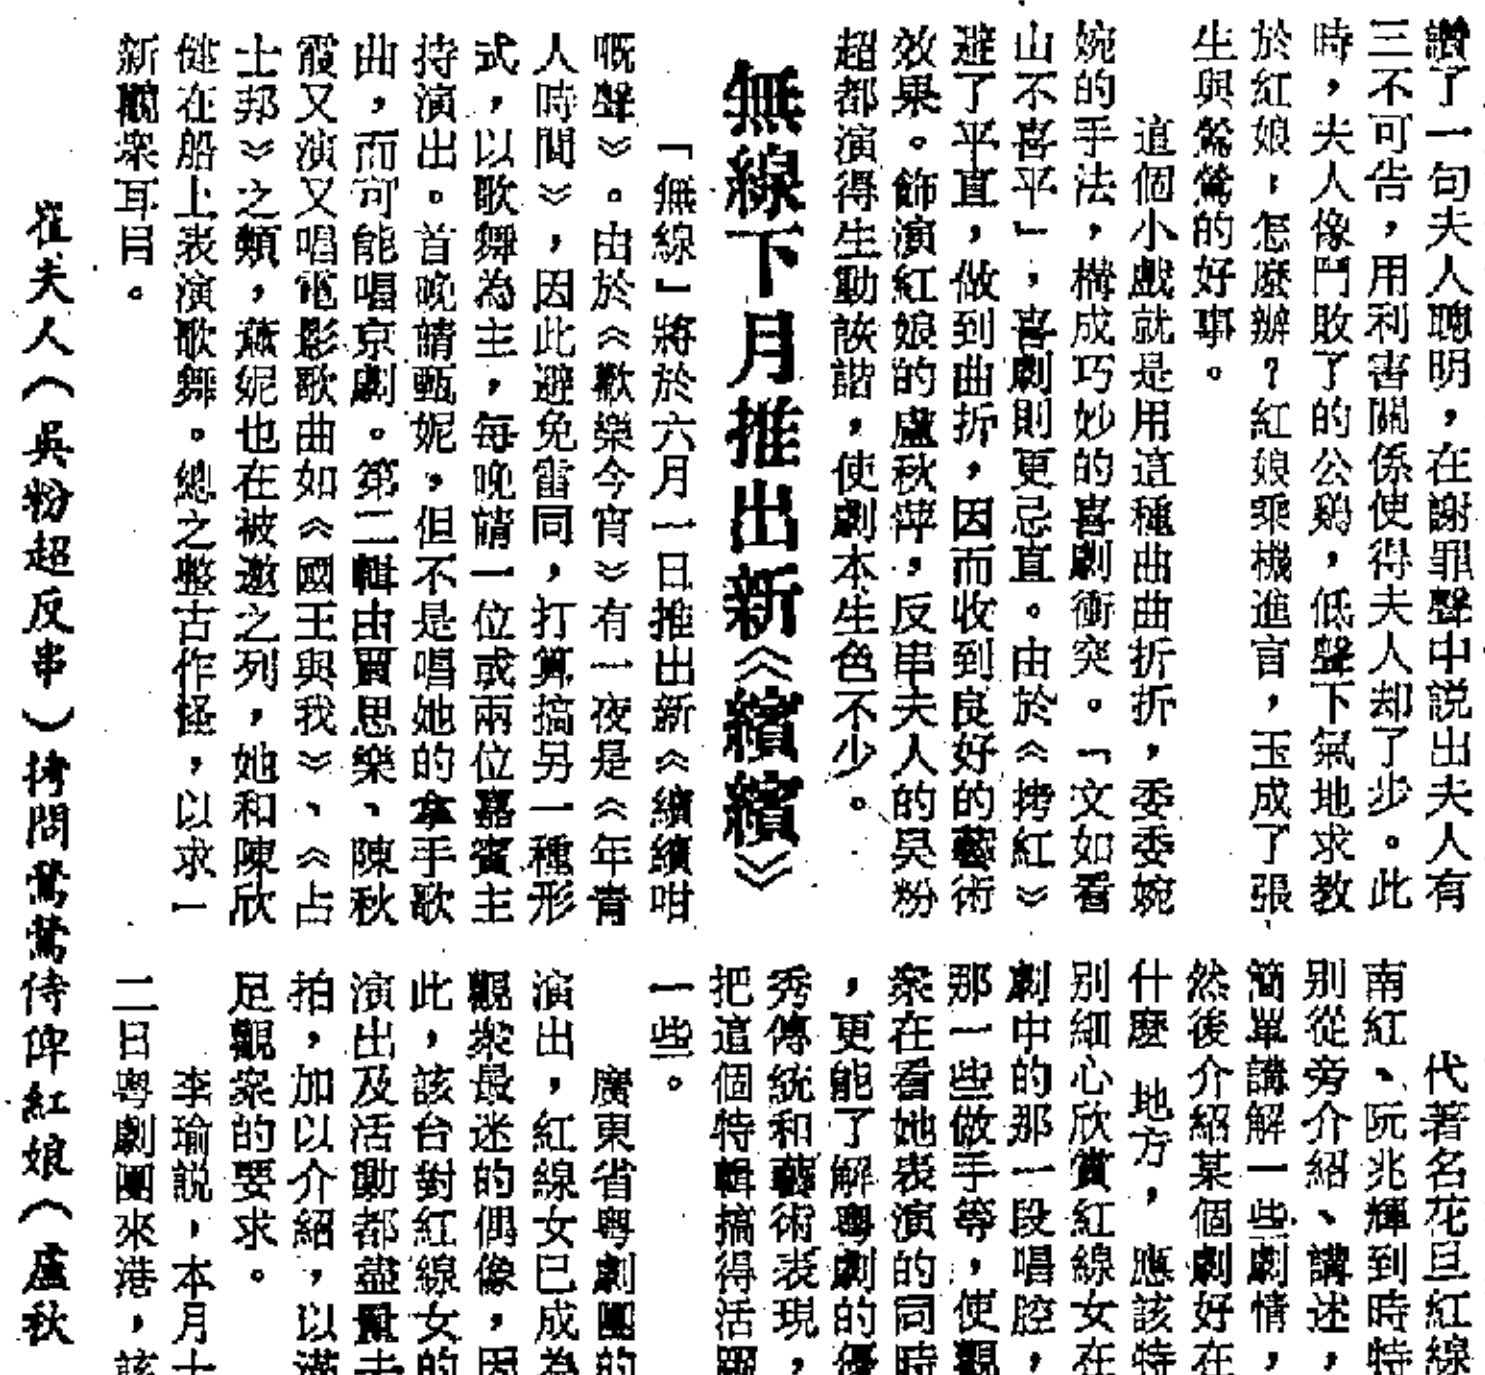 讚了一句夫人聰明，在謝罪聲中説出夫人有
三不可告，用利害關係使得夫人却了步。此
時，夫人像鬥敗了的公鷄，低聲下氣地求教
於紅娘：怎麽辦？紅娘乘機進言，玉成了張
生與鶯鶯的好事。
這個小戲就是用這種曲曲折折，委委婉
婉的手法，構成巧妙的喜劇衝突。「文如看
山不喜平」，喜劇則更忌直。由於《拷紅》
避了平直，做到曲折，因而收到良好的藝術
效果。飾演紅娘的盧秋萍，反串夫人的吳粉
超都演得生動詼諧，使劇本生色不少。
無線下月推出新《繽繽》
「無線」將於六月一日推出新《繽繽咁
嘅聲》。由於《歡樂今宵》有一夜是《年青
人時間》，因此避免雷同，打算搞另一種形
式，以歌舞為主，每晚請一位或兩位嘉賓主
持演出。首晚請甄妮，但不是唱她的拿手歌
曲，而可能唱京劇。第二輯由賈思樂、陳秋
霞又演又唱電影歌曲如《國王與我》、《占
士邦》之類，蕭妮也在被邀之列，她和陳欣
健在船上表演歌舞。總之整古作怪，以求一
新觀衆耳目。
代著名花旦紅線
南紅、阮兆輝到時特
别從旁介紹、講述，
簡單講解一些劇情，
然後介紹某個劇好在
什麽 地方，應該特
别細心欣賞紅線女在
劇中的那一段唱腔，
那一些做手等，使觀
衆在看她表演的同時
，更能了解粵劇的優
秀傳統和藝術表現，
把這個特輯搞得活躍
一些。
廣東省粵劇團的
演出，紅線女已成為
觀衆最迷的偶像，因
此，該台對紅線女的
演出及活動都盡量去
拍，加以介紹，以滿
足觀衆的要求。
李瑜説，本月十
二日粵劇團來港，該
崔夫人（吳粉超反串）拷問鶯鶯侍俾紅娘（盧秋